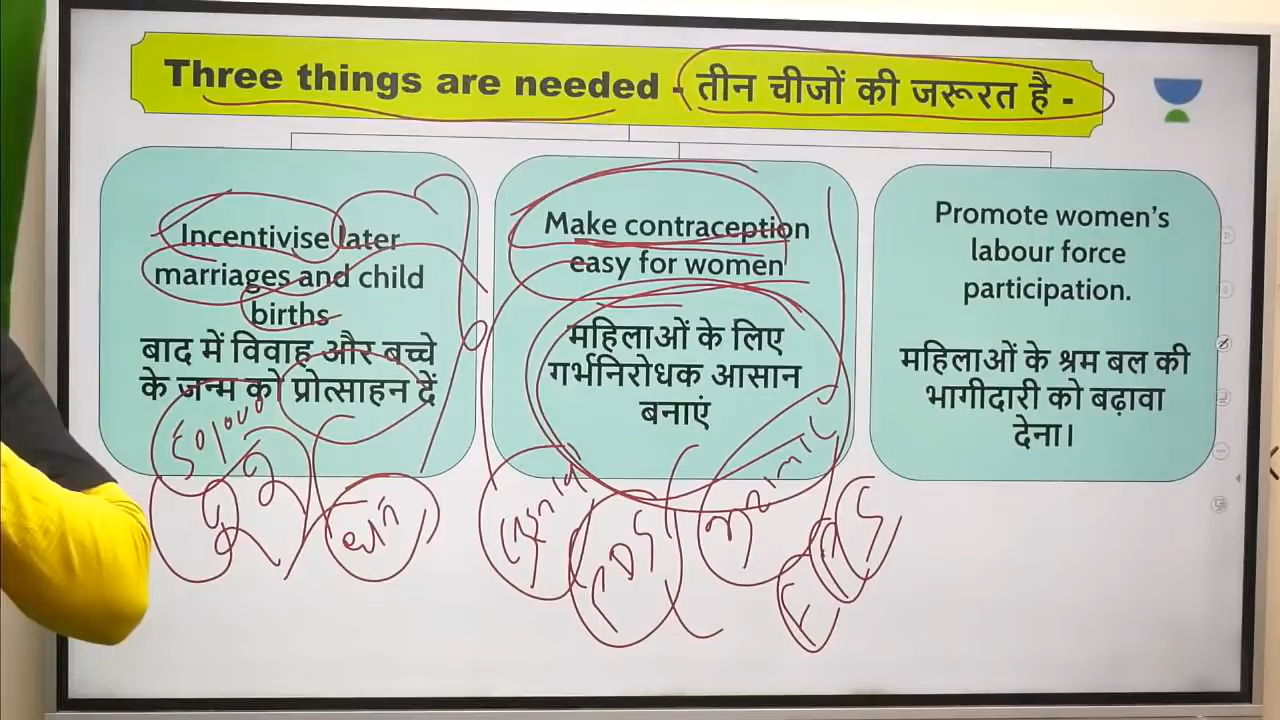 Three things are needed - तीन चीजों की जरूरत है -
Incentivise later
marriages and child
births
बाद में विवाह और बच्चे
के जन्म को प्रोत्साहन दें
Make contraception
easy for women
महिलाओं के लिए
गर्भनिरोधक आसान
बनाएं
Promote women's
labour force
participation.
महिलाओं के श्रम बल की
भागीदारी को बढ़ावा
देना।